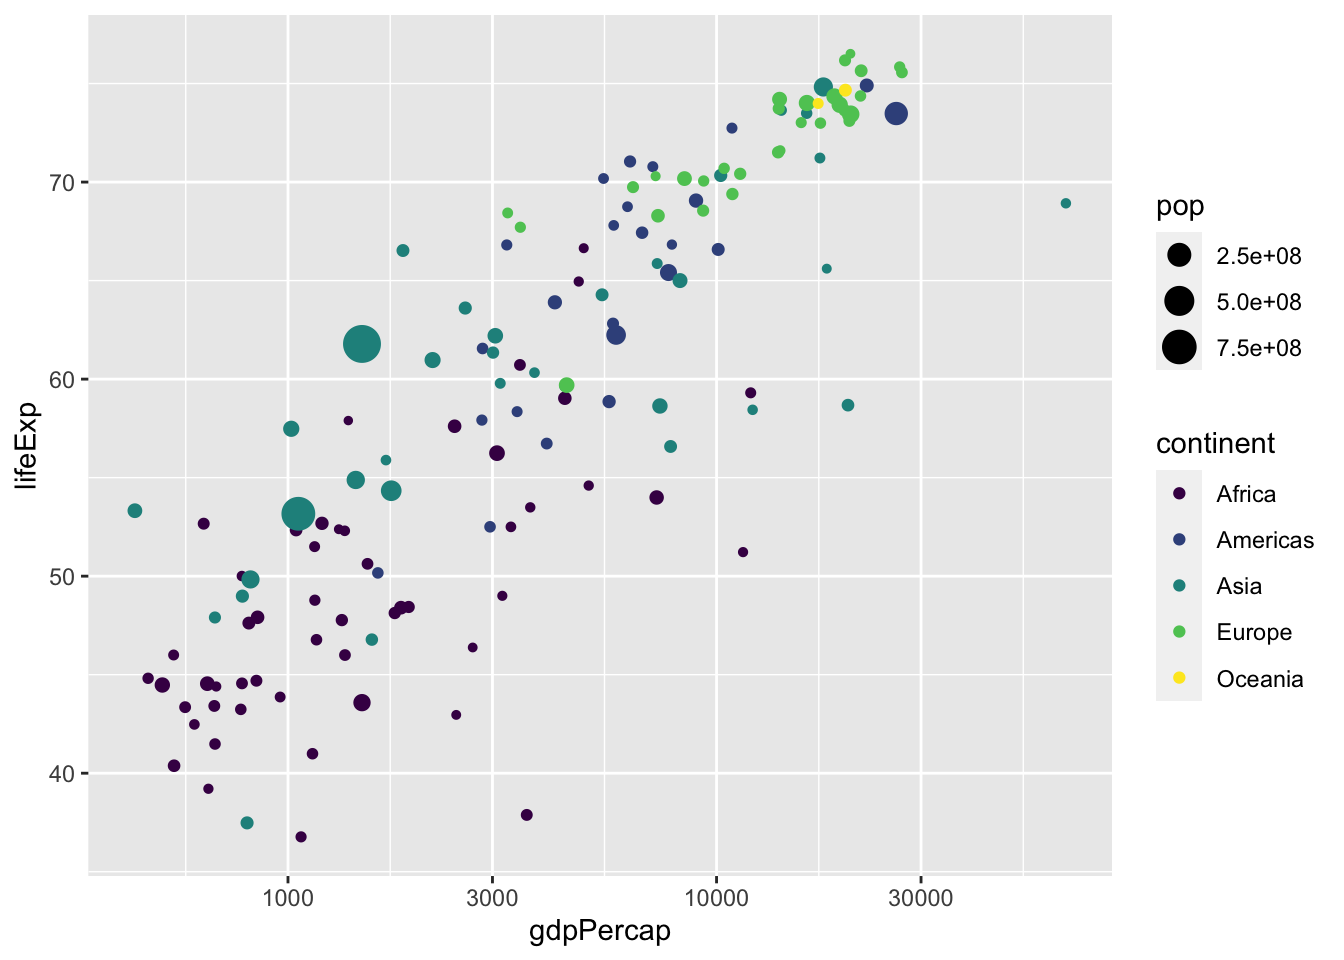 lifeExp
70
60
50
40
1000 3000 10000 30000
gdpPercap
pop
2.5e+08
5.0e+08
7.5e+08
continent
Africa
Americas
Asia
Europe
Oceania